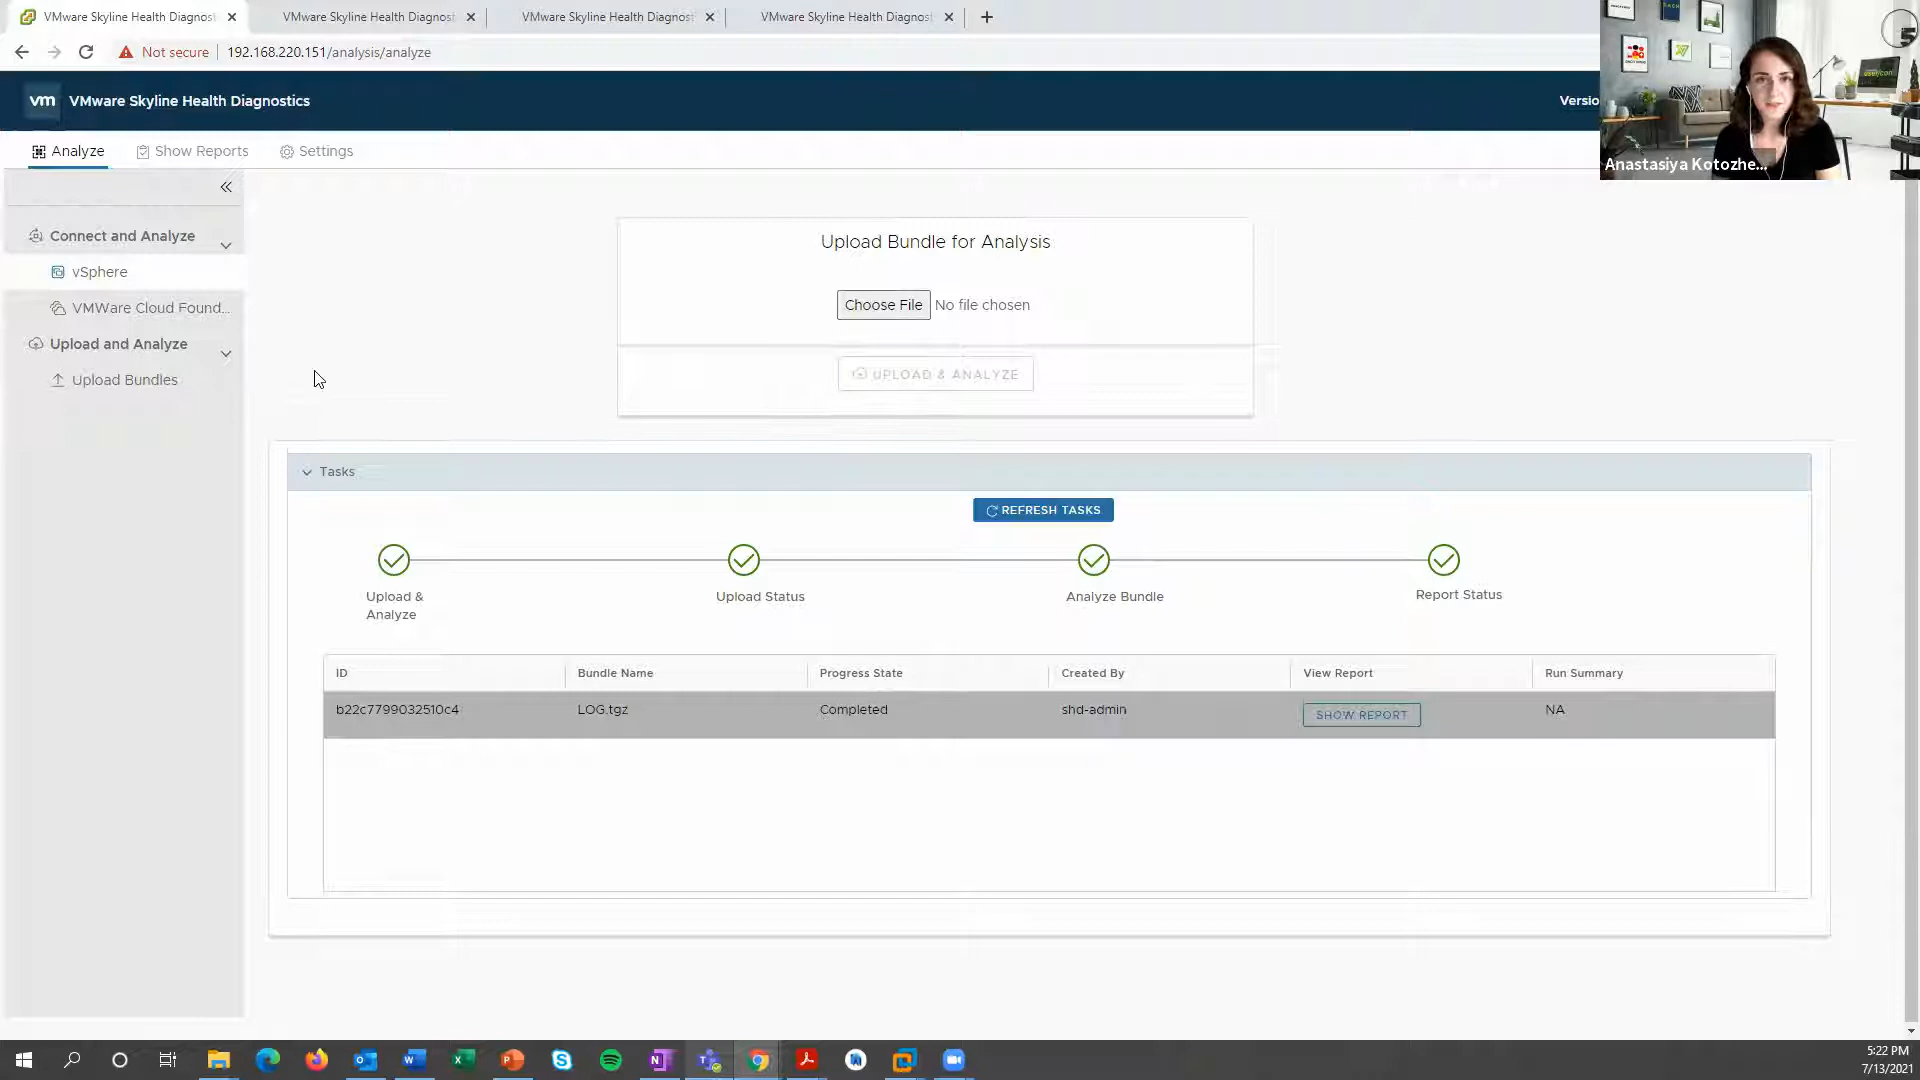 VMware Skyline Health Diagnost
VMware Skyline Health Diagnost
VMware Skyline Health Diagnost
VMware Skyline Health Diagnost
Not secure
192.168.220.151/analysis/analyze
vm
VMware Skyline Health Diagnostics
Versio
Anastasiya Kotozhe...
Analyze
Show Reports
Settings
Connect and Analyze
vSphere
VMWare Cloud Found...
Upload and Analyze
Upload Bundles
Upload Bundle for Analysis
Choose File No file chosen
UPLOAD & ANALYZE
Tasks
REFRESH TASKS
Upload &
Analyze
Upload Status
Analyze Bundle
Report Status
ID Bundle Name Progress State Created By View Report Run Summary
b22c7799032510c4 LOG.tgz Completed shd-admin SHOW REPORT NA
5:22 PM
7/13/2021